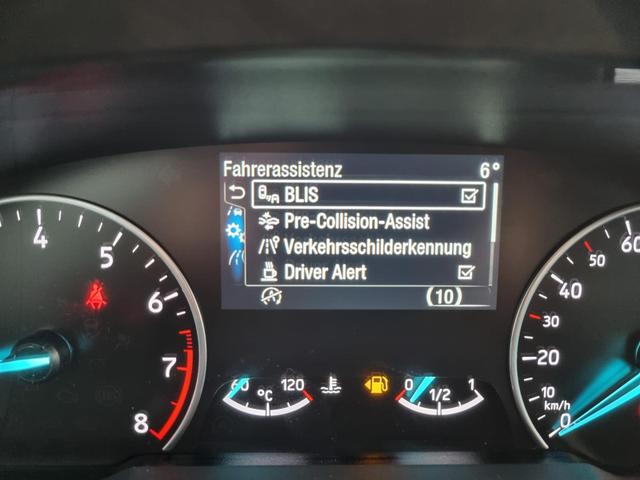 Fahrerassistenz 6°
BLIS
Pre-Collision-Assist
Verkehrsschilderkennung
Driver Alert
(10)
4
5
6
7
8
60 °C 120
0 1/2 1
0
10
20
30
40
50
60
km/h